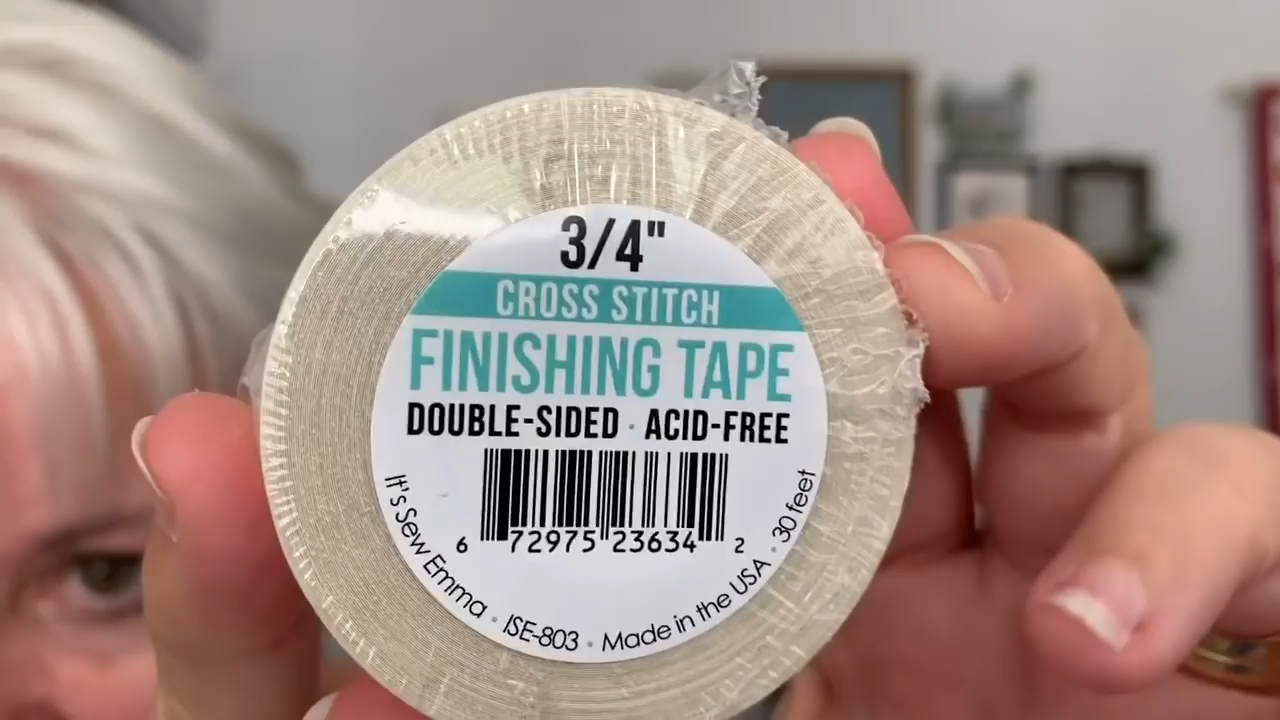 3/4"
CROSS STITCH
FINISHING TAPE
DOUBLE-SIDED • ACID-FREE
6 72975 23634 2
It's Sew Emma • ISE-803 • Made in the USA • 30 feet